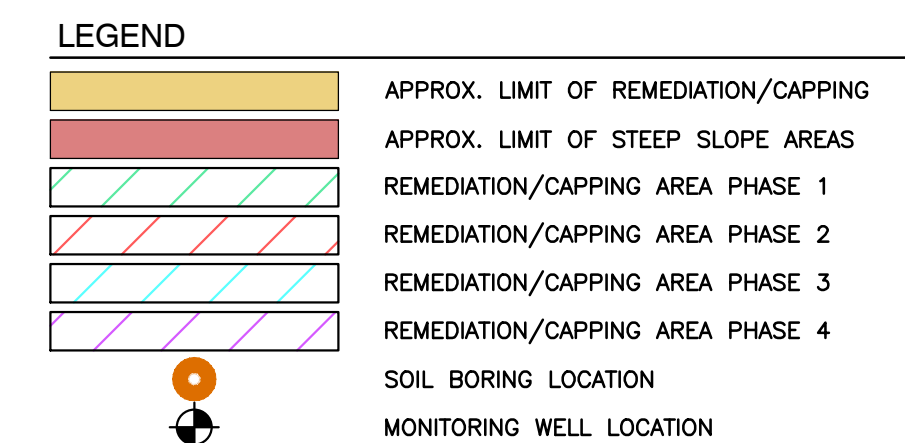 LEGEND
APPROX. LIMIT OF REMEDIATION/CAPPING
APPROX. LIMIT OF STEEP SLOPE AREAS
REMEDIATION/CAPPING AREA PHASE 1
REMEDIATION/CAPPING AREA PHASE 2
REMEDIATION/CAPPING AREA PHASE 3
REMEDIATION/CAPPING AREA PHASE 4
SOIL BORING LOCATION
MONITORING WELL LOCATION